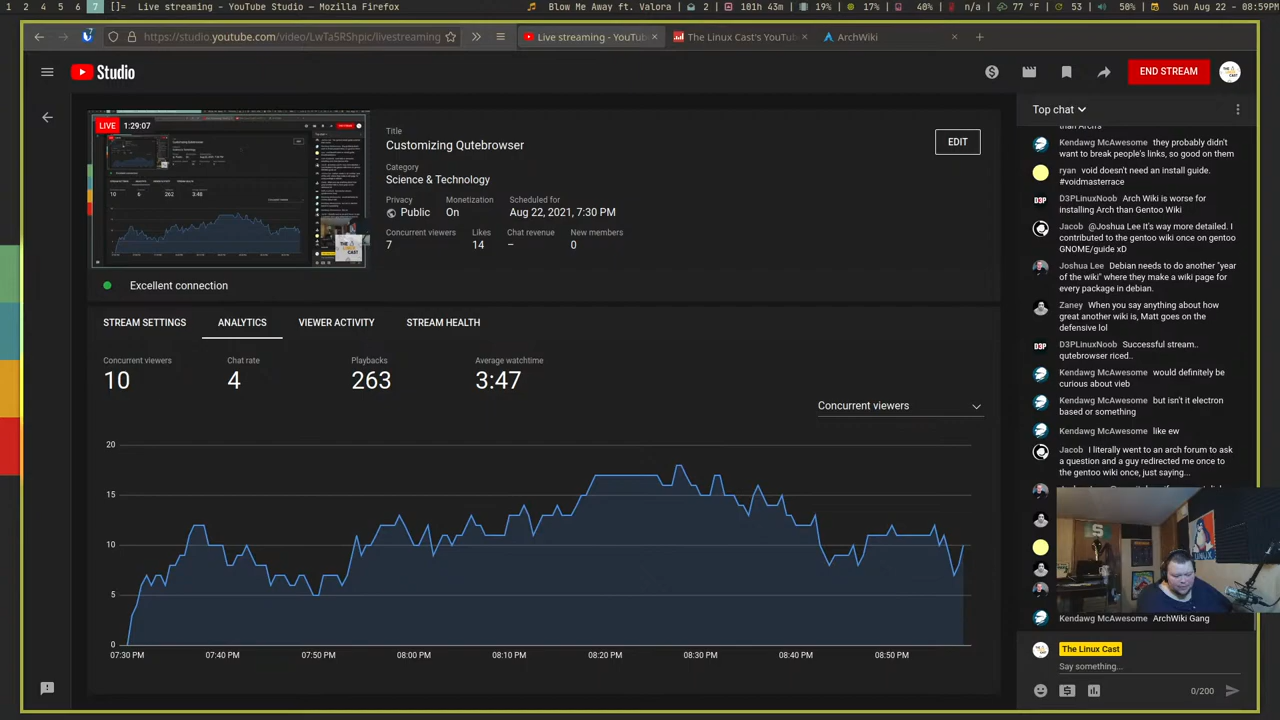 1 2 4 5 6 7 []= Live streaming - YouTube Studio — Mozilla Firefox
Blow Me Away ft. Valora 2 10h 43m 19% 17% 40% n/a 77 °F 53 50% Sun Aug 22 - 08:59PM
https://studio.youtube.com/video/LwTa5RShpic/livestreaming
Live streaming - YouTub
The Linux Cast's YouTub
ArchWiki
Studio
END STREAM
LIVE 1:29:07
Title
Customizing Qutebrowser
EDIT
Category
Science & Technology
Privacy Monetization Scheduled for
Public On Aug 22, 2021, 7:30 PM
Concurrent viewers Likes Chat revenue New members
7 14 – 0
Excellent connection
STREAM SETTINGS ANALYTICS VIEWER ACTIVITY STREAM HEALTH
Concurrent viewers Chat rate Playbacks Average watchtime
10 4 263 3:47
Concurrent viewers
20
15
10
5
0
07:30 PM 07:40 PM 07:50 PM 08:00 PM 08:10 PM 08:20 PM 08:30 PM 08:40 PM 08:50 PM
Top chat
than Arch's
Kendawg McAwesome they probably didn't
want to break people's links, so good on them
ryan void doesn't need an install guide.
#voidmasterrace
D3PLinuxNoob Arch Wiki is worse for
installing Arch than Gentoo Wiki
Jacob @Joshua Lee It's way more detailed. I
contributed to the gentoo wiki once on gentoo
GNOME/guide xD
Joshua Lee Debian needs to do another "year
of the wiki" where they make a wiki page for
every package in debian.
Zaney When you say anything about how
great another wiki is, Matt goes on the
defensive lol
D3PLinuxNoob Successful stream..
qutebrowser riced..
Kendawg McAwesome would definitely be
curious about vieb
Kendawg McAwesome but isn't it electron
based or something
Kendawg McAwesome like ew
Jacob I literally went to an arch forum to ask
a question and a guy redirected me once to
the gentoo wiki once, just saying...
Kendawg McAwesome ArchWiki Gang
The Linux Cast
Say something...
0/200